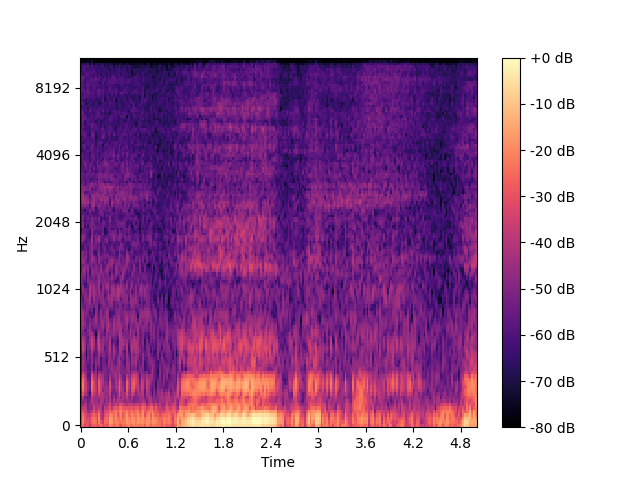 +0 dB
8192
-10 dB
4096
-20 dB
-30 dB
2048
Hz
-40 dB
1024
-50 dB
-60 dB
512
-70 dB
0
-80 dB
0 0.6 1.2 1.8 2.4 3 3.6 4.2 4.8
Time